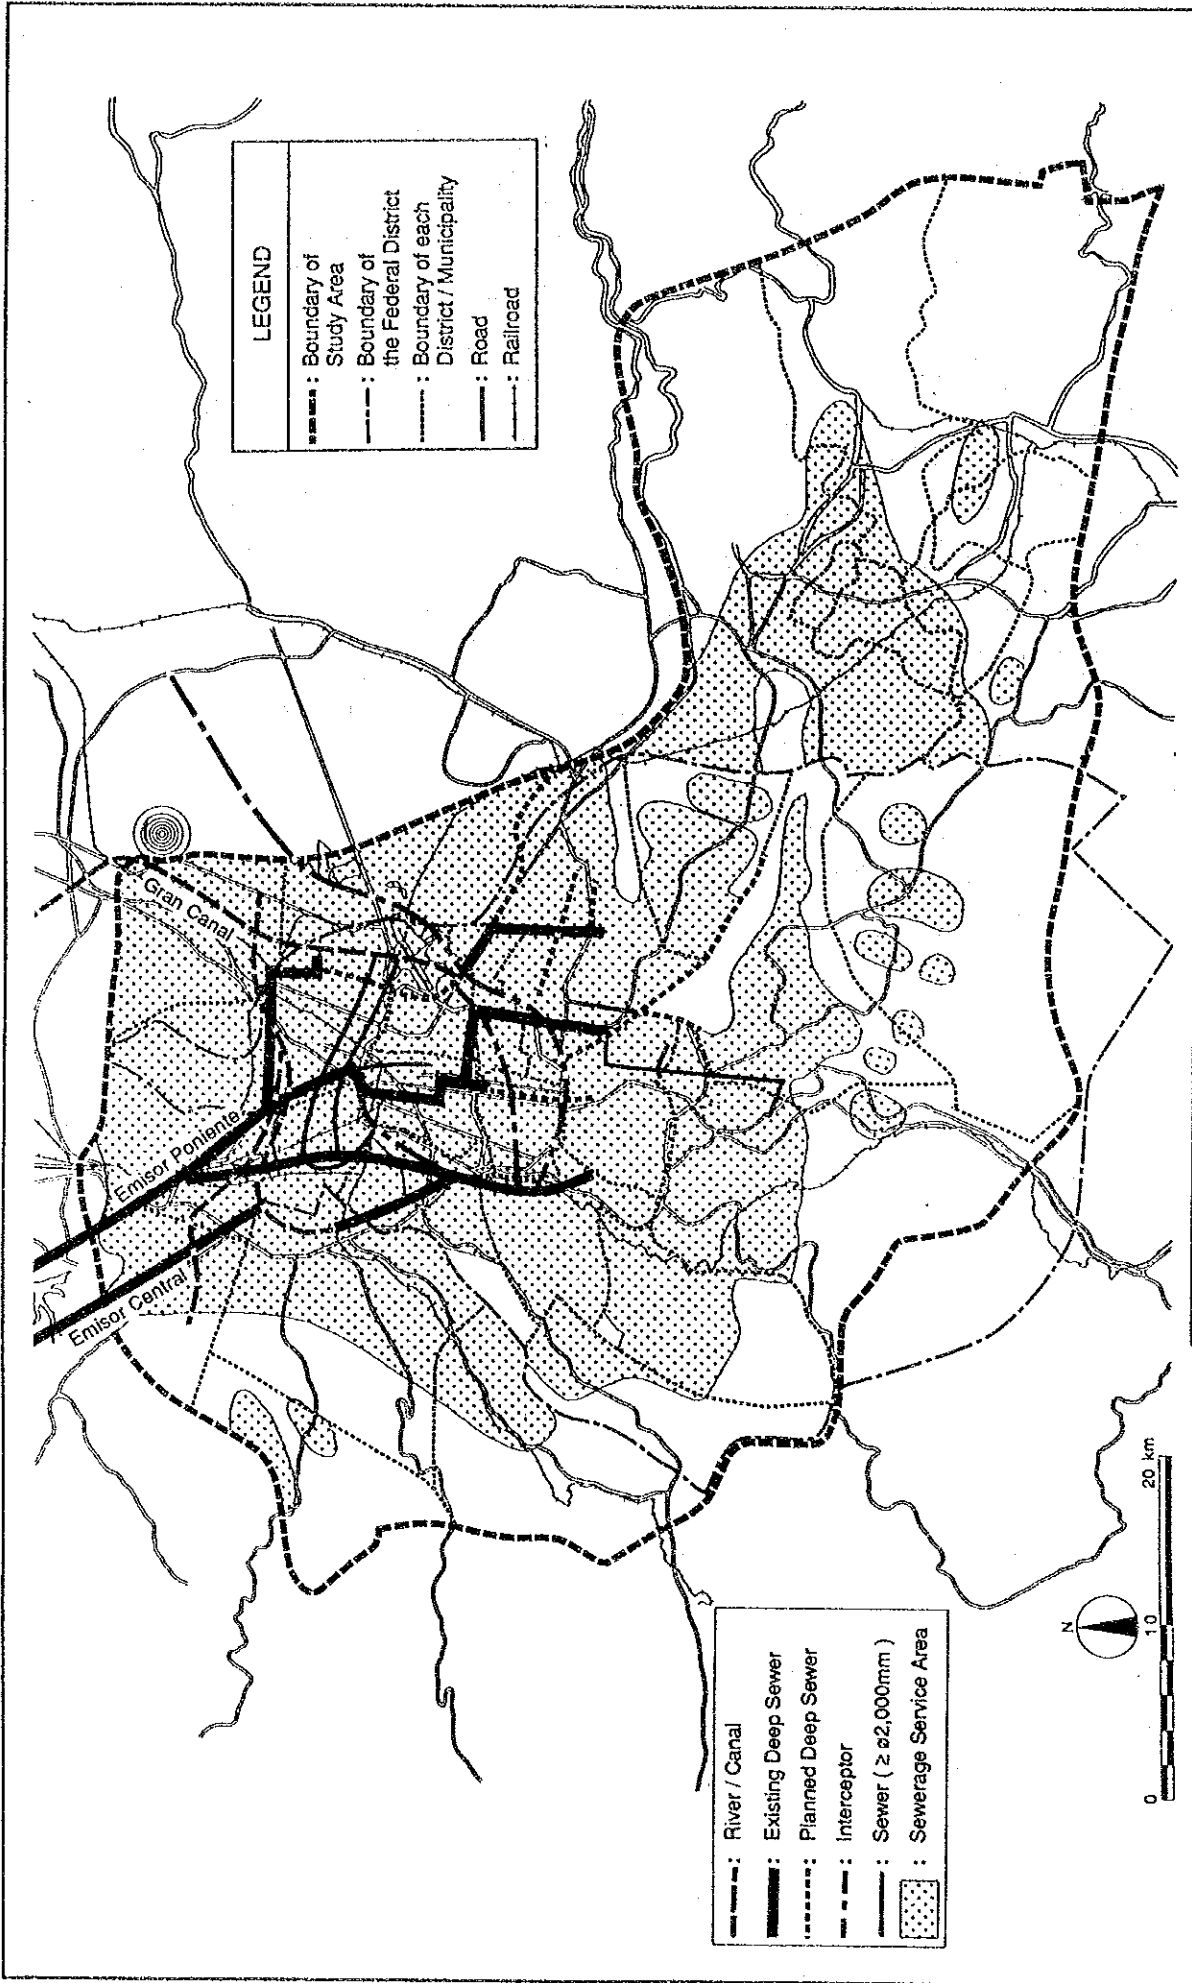 LEGEND
: Boundary of
Study Area
: Boundary of
the Federal District
: Boundary of each
District / Municipality
: Road
: Railroad
Gran Canal
Emisor Poniente
Emisor Central
: River / Canal
: Existing Deep Sewer
: Planned Deep Sewer
: Interceptor
: Sewer ( ≥ ø2,000mm )
: Sewerage Service Area
N
0 10 20 km